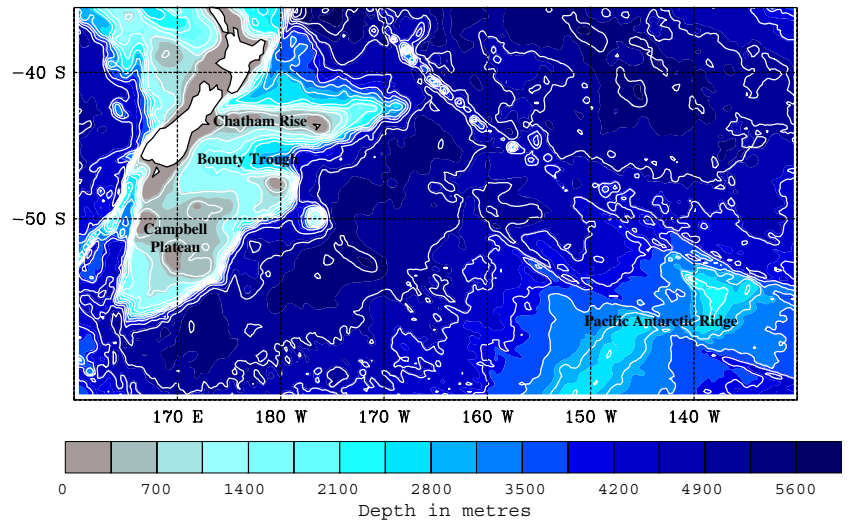 −40 S
Chatham Rise
Bounty Trough
−50 S
Campbell
Plateau
Pacific Antarctic Ridge
170 E 180 W 170 W 160 W 150 W 140 W
0 700 1400 2100 2800 3500 4200 4900 5600
Depth in metres